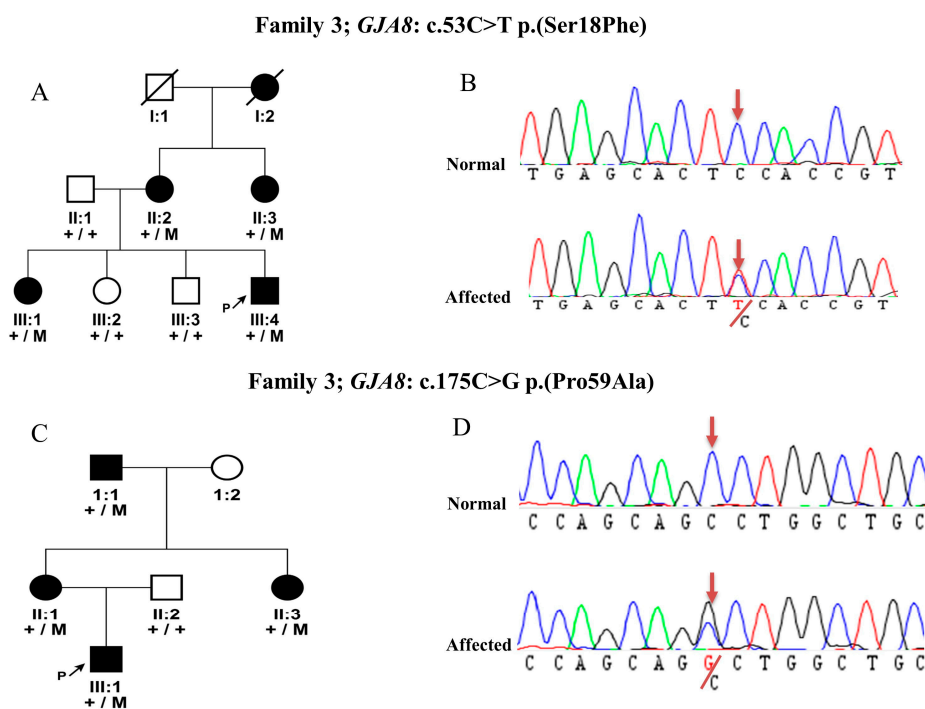 Family 3; GJA8: c.53C>T p.(Ser18Phe)
A
I:1 I:2
II:1 II:2 II:3
+ / + + / M + / M
III:1 III:2 III:3 P III:4
+ / M + / + + / + + / M
B
Normal
T G A G C A C T C C A C C G T
Affected
T G A G C A C T C A C C G T
C
Family 3; GJA8: c.175C>G p.(Pro59Ala)
C
1:1 1:2
+ / M
II:1 II:2 II:3
+ / M + / + + / M
P
III:1
+ / M
D
Normal
C C A G C A G C C T G G C T G C
Affected
C C A G C A G G C T G G C T G C
C